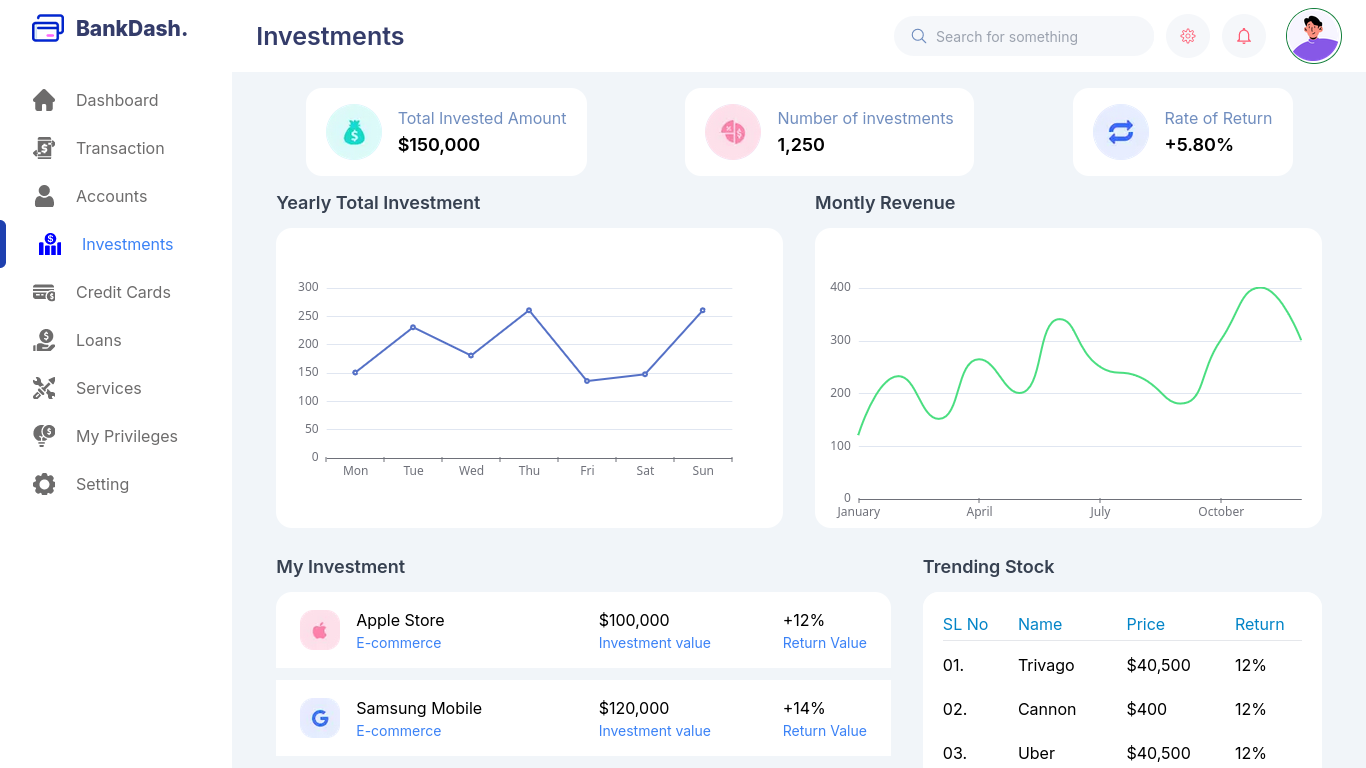 BankDash.
Dashboard
Transaction
Accounts
Investments
Credit Cards
Loans
Services
My Privileges
Setting
Investments
Search for something
Total Invested Amount
$150,000
Number of investments
1,250
Rate of Return
+5.80%
Yearly Total Investment
300
250
200
150
100
50
0
Mon Tue Wed Thu Fri Sat Sun
Montly Revenue
400
300
200
100
0
January April July October
My Investment
Apple Store $100,000 +12%
E-commerce Investment value Return Value
Samsung Mobile $120,000 +14%
E-commerce Investment value Return Value
Trending Stock
SL No Name Price Return
01. Trivago $40,500 12%
02. Cannon $400 12%
03. Uber $40,500 12%